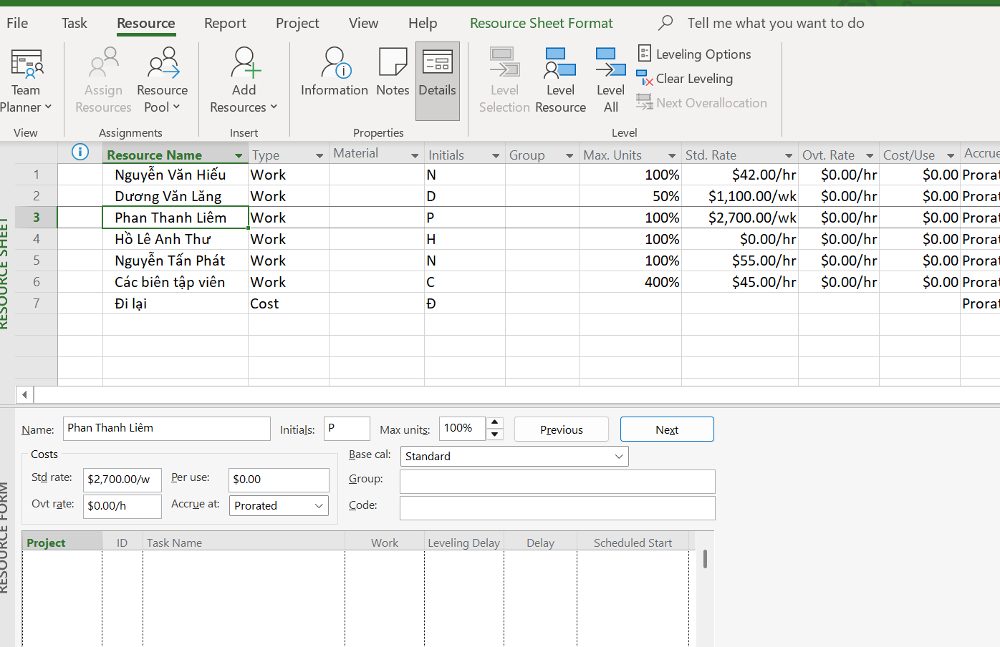 File Task Resource Report Project View Help Resource Sheet Format Tell me what you want to do
Team Planner
Assign Resources
Resource Pool
Add Resources
Information
Notes
Details
Level Selection
Level Resource
Level All
Leveling Options
Clear Leveling
Next Overallocation
View Assignments Insert Properties Level
Resource Name Type Material Initials Group Max. Units Std. Rate Ovt. Rate Cost/Use Accrue
1 Nguyễn Văn Hiếu Work N 100% $42.00/hr $0.00/hr $0.00 Prorat
2 Dương Văn Lăng Work D 50% $1,100.00/wk $0.00/hr $0.00 Prorat
3 Phan Thanh Liêm Work P 100% $2,700.00/wk $0.00/hr $0.00 Prorat
4 Hồ Lê Anh Thư Work H 100% $0.00/hr $0.00/hr $0.00 Prorat
5 Nguyễn Tấn Phát Work N 100% $55.00/hr $0.00/hr $0.00 Prorat
6 Các biên tập viên Work C 400% $45.00/hr $0.00/hr $0.00 Prorat
7 Đi lại Cost Đ Prorat
RESOURCE SHEET
Name: Phan Thanh Liêm Initials: P Max units: 100% Previous Next
Costs Base cal: Standard
Std rate: $2,700.00/w Per use: $0.00 Group:
Ovt rate: $0.00/h Accrue at: Prorated Code:
Project ID Task Name Work Leveling Delay Delay Scheduled Start
RESOURCE FORM